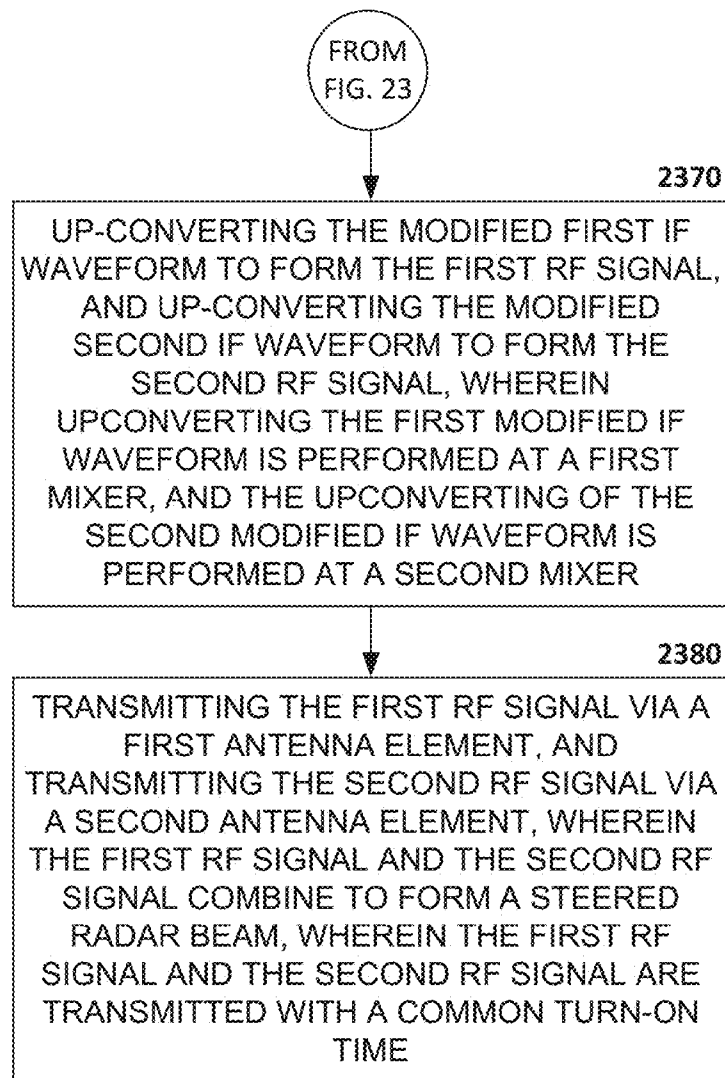 FROM
FIG. 23
2370
UP-CONVERTING THE MODIFIED FIRST IF
WAVEFORM TO FORM THE FIRST RF SIGNAL,
AND UP-CONVERTING THE MODIFIED
SECOND IF WAVEFORM TO FORM THE
SECOND RF SIGNAL, WHEREIN
UPCONVERTING THE FIRST MODIFIED IF
WAVEFORM IS PERFORMED AT A FIRST
MIXER, AND THE UPCONVERTING OF THE
SECOND MODIFIED IF WAVEFORM IS
PERFORMED AT A SECOND MIXER
2380
TRANSMITTING THE FIRST RF SIGNAL VIA A
FIRST ANTENNA ELEMENT, AND
TRANSMITTING THE SECOND RF SIGNAL VIA
A SECOND ANTENNA ELEMENT, WHEREIN
THE FIRST RF SIGNAL AND THE SECOND RF
SIGNAL COMBINE TO FORM A STEERED
RADAR BEAM, WHEREIN THE FIRST RF
SIGNAL AND THE SECOND RF SIGNAL ARE
TRANSMITTED WITH A COMMON TURN-ON
TIME